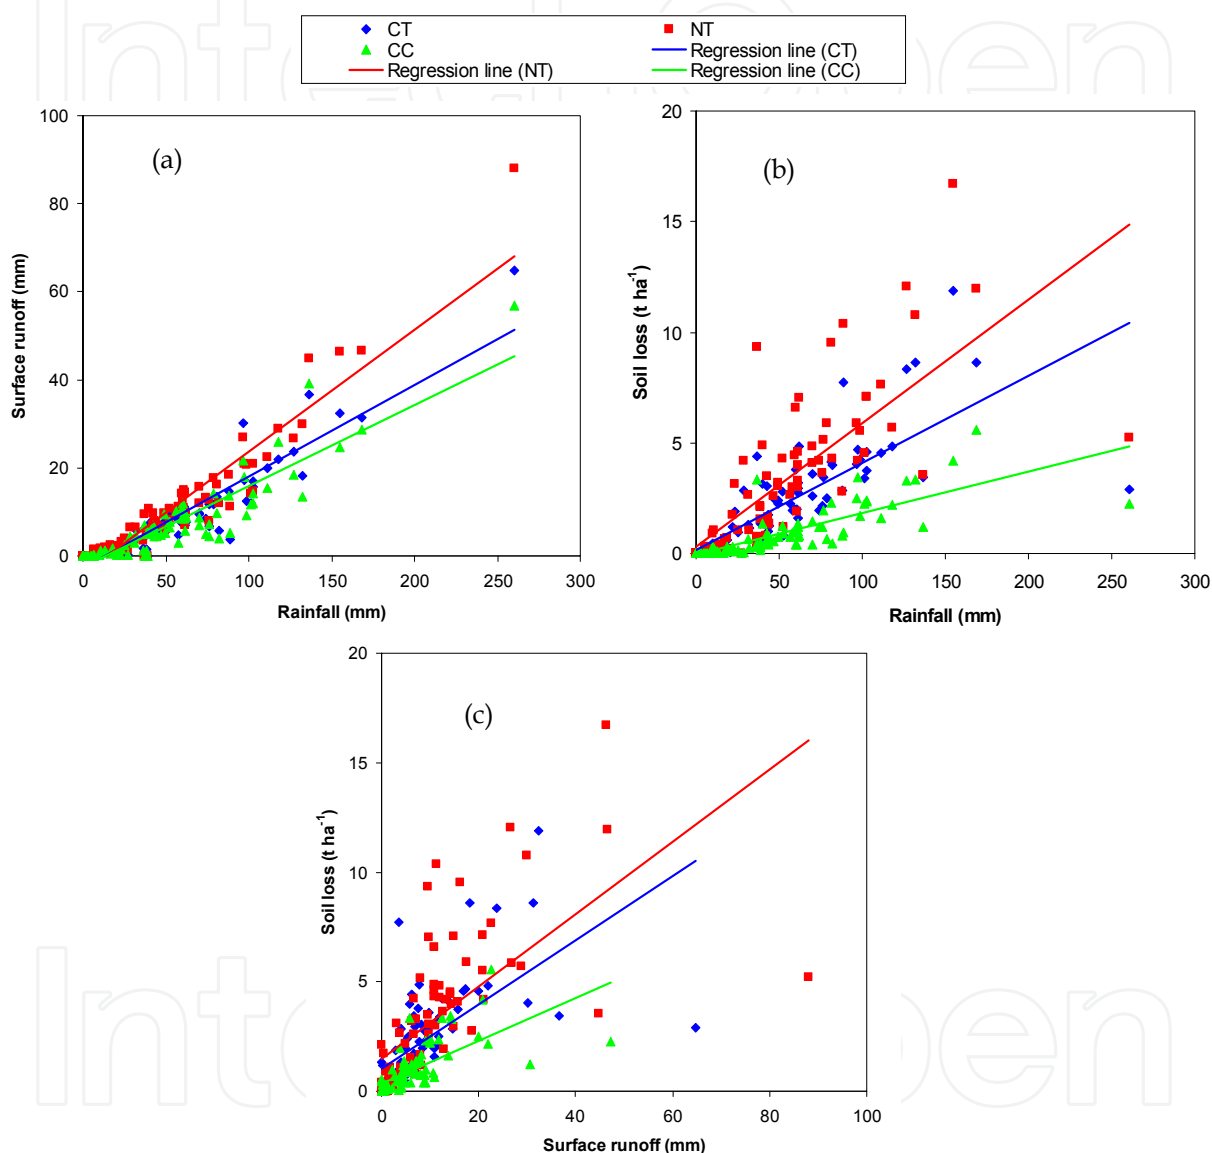 CT
NT
CC
Regression line (CT)
Regression line (NT)
Regression line (CC)
100
80
60
40
20
0
(a)
Surface runoff (mm)
0 50 100 150 200 250 300
Rainfall (mm)
20
15
10
5
0
(b)
Soil loss (t ha⁻¹)
0 50 100 150 200 250 300
Rainfall (mm)
20
15
10
5
0
(c)
Soil loss (t ha⁻¹)
0 20 40 60 80 100
Surface runoff (mm)